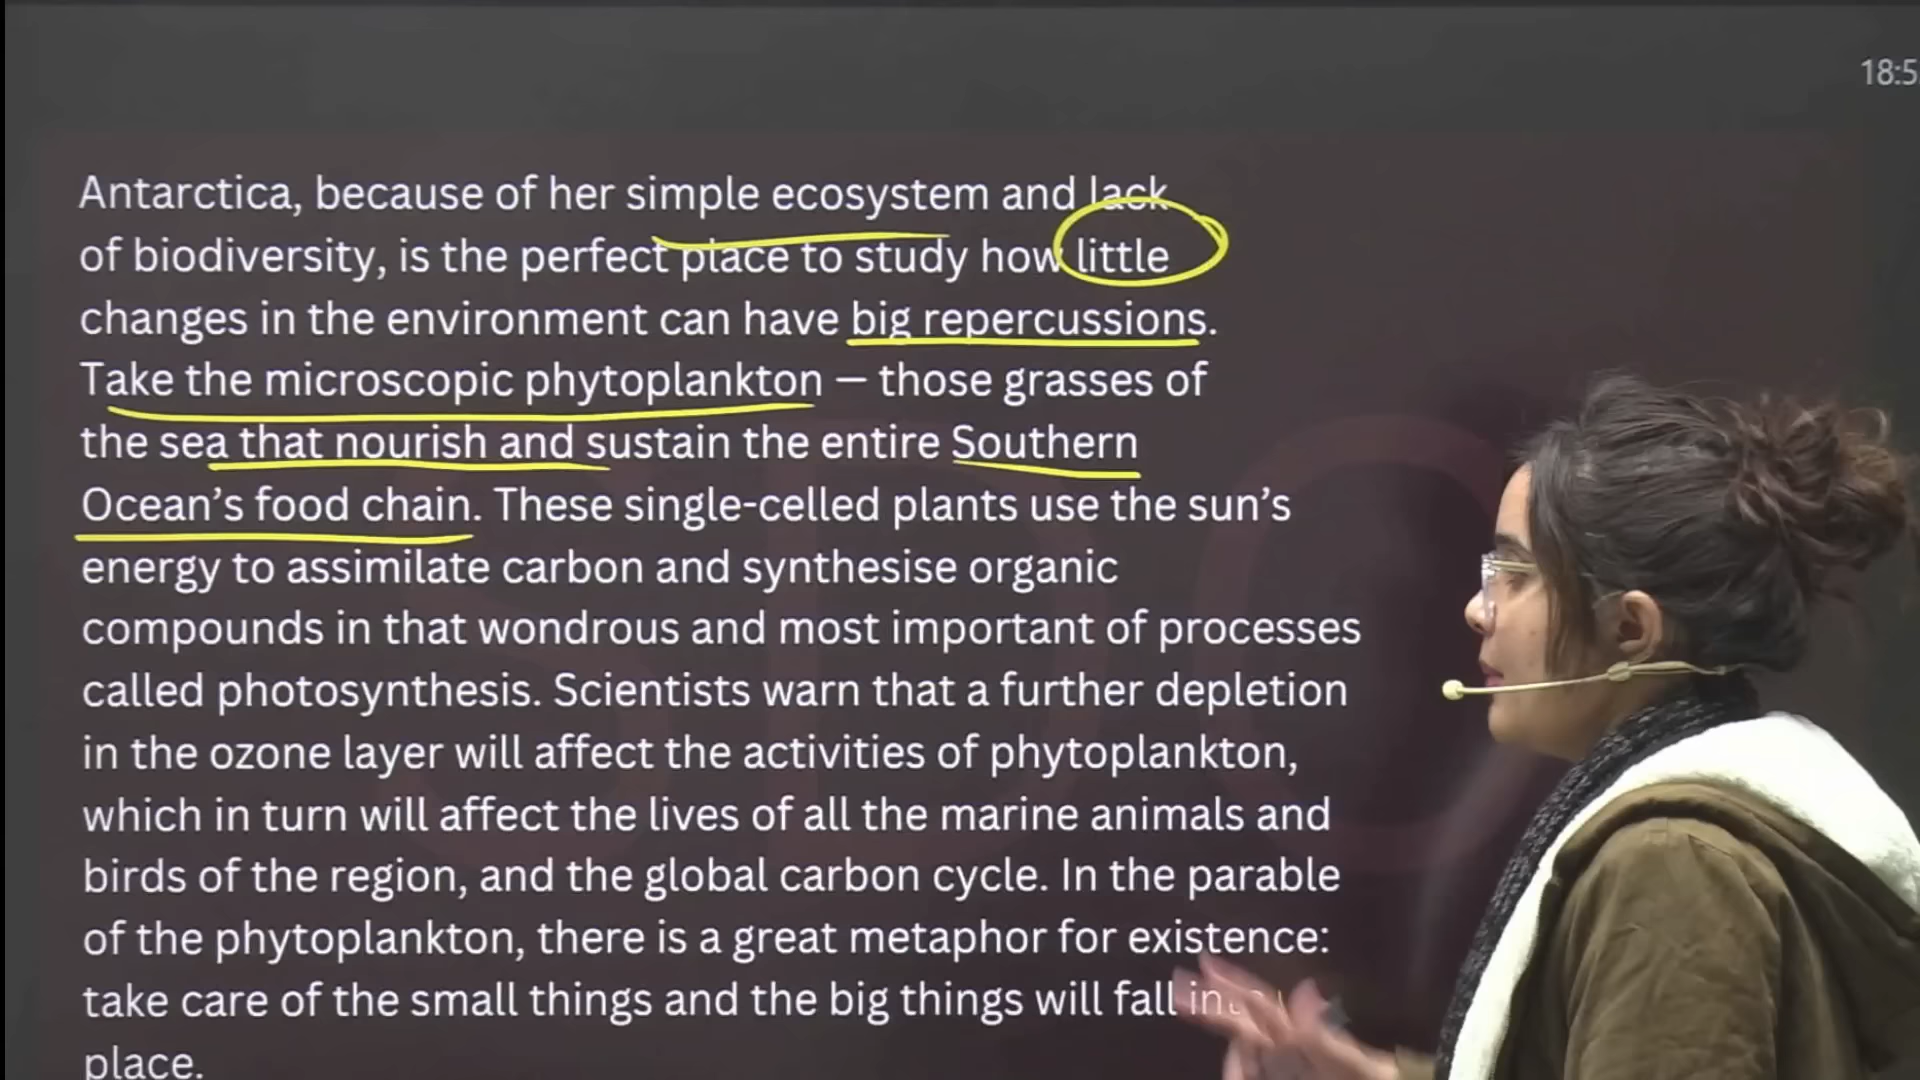 18:5
Antarctica, because of her simple ecosystem and lack
of biodiversity, is the perfect place to study how little
changes in the environment can have big repercussions.
Take the microscopic phytoplankton — those grasses of
the sea that nourish and sustain the entire Southern
Ocean’s food chain. These single-celled plants use the sun’s
energy to assimilate carbon and synthesise organic
compounds in that wondrous and most important of processes
called photosynthesis. Scientists warn that a further depletion
in the ozone layer will affect the activities of phytoplankton,
which in turn will affect the lives of all the marine animals and
birds of the region, and the global carbon cycle. In the parable
of the phytoplankton, there is a great metaphor for existence:
take care of the small things and the big things will fall
place.